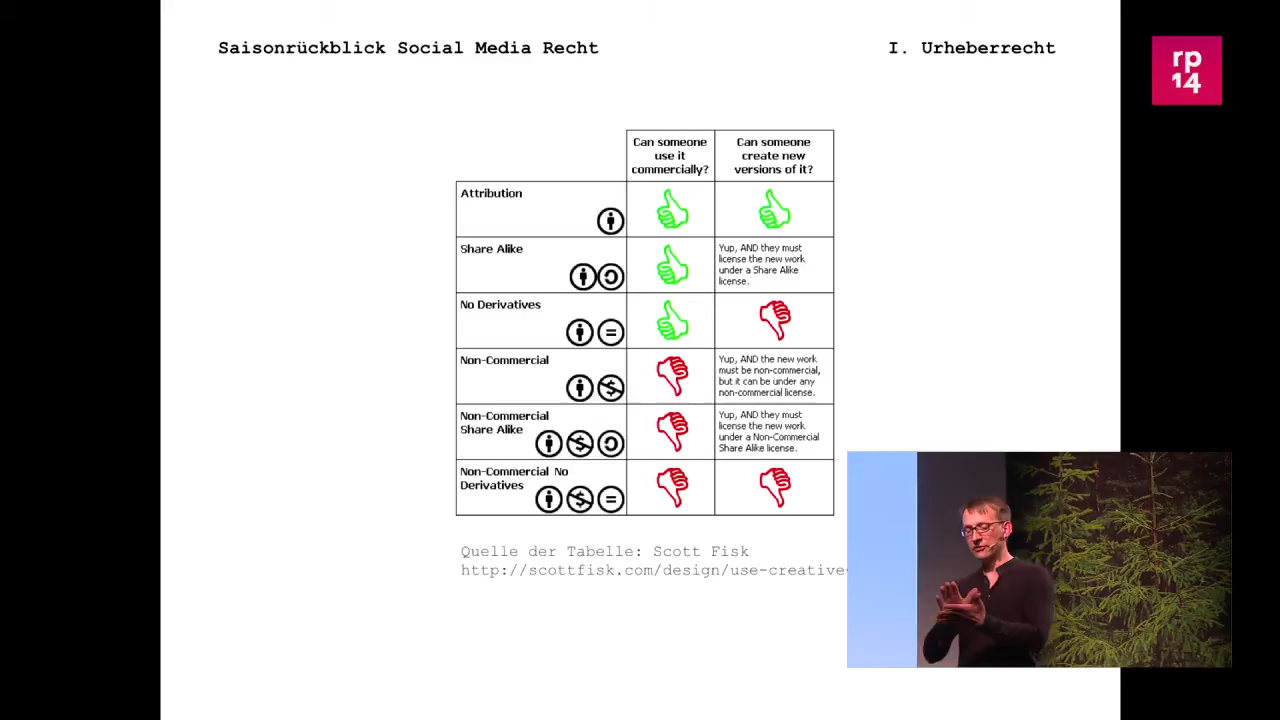 Saisonrückblick Social Media Recht
I. Urheberrecht
rp
14
Can someone
use it
commercially?
Can someone
create new
versions of it?
Attribution
Share Alike
Yup, AND they must
license the new work
under a Share Alike
license.
No Derivatives
Non-Commercial
Yup, AND the new work
must be non-commercial,
but it can be under any
non-commercial license.
Non-Commercial
Share Alike
Yup, AND they must
license the new work
under a Non-Commercial
Share Alike license.
Non-Commercial No
Derivatives
Quelle der Tabelle: Scott Fisk
http://scottfisk.com/design/use-creative-